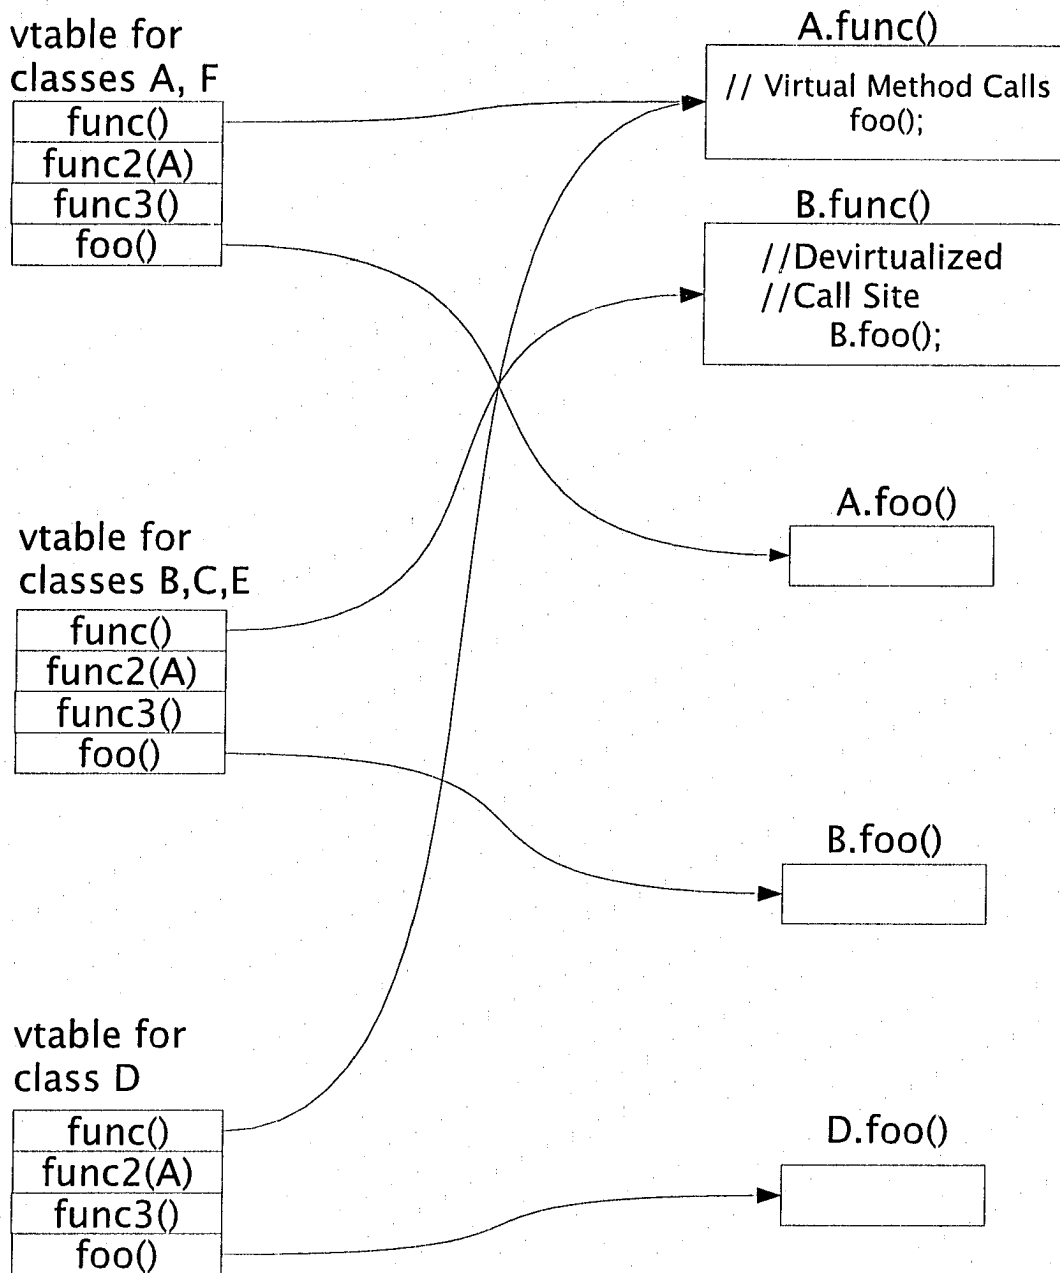 vtable for
classes A, F
func()
func2(A)
func3()
foo()
A.func()
// Virtual Method Calls
foo();
B.func()
//Devirtualized
//Call Site
B.foo();
A.foo()
vtable for
classes B,C,E
func()
func2(A)
func3()
foo()
B.foo()
vtable for
class D
func()
func2(A)
func3()
foo()
D.foo()